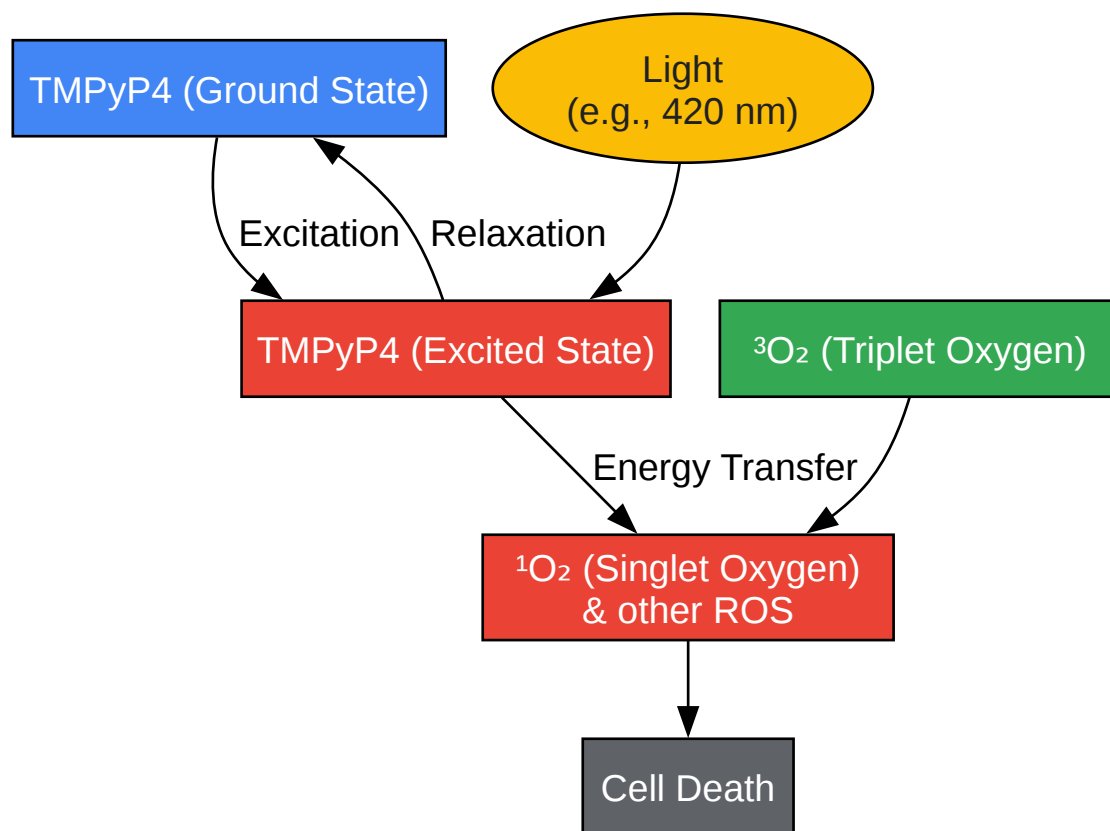 TMPyP4 (Ground State)
Light
(e.g., 420 nm)
Excitation
Relaxation
TMPyP4 (Excited State)
³O₂ (Triplet Oxygen)
Energy Transfer
¹O₂ (Singlet Oxygen)
& other ROS
Cell Death